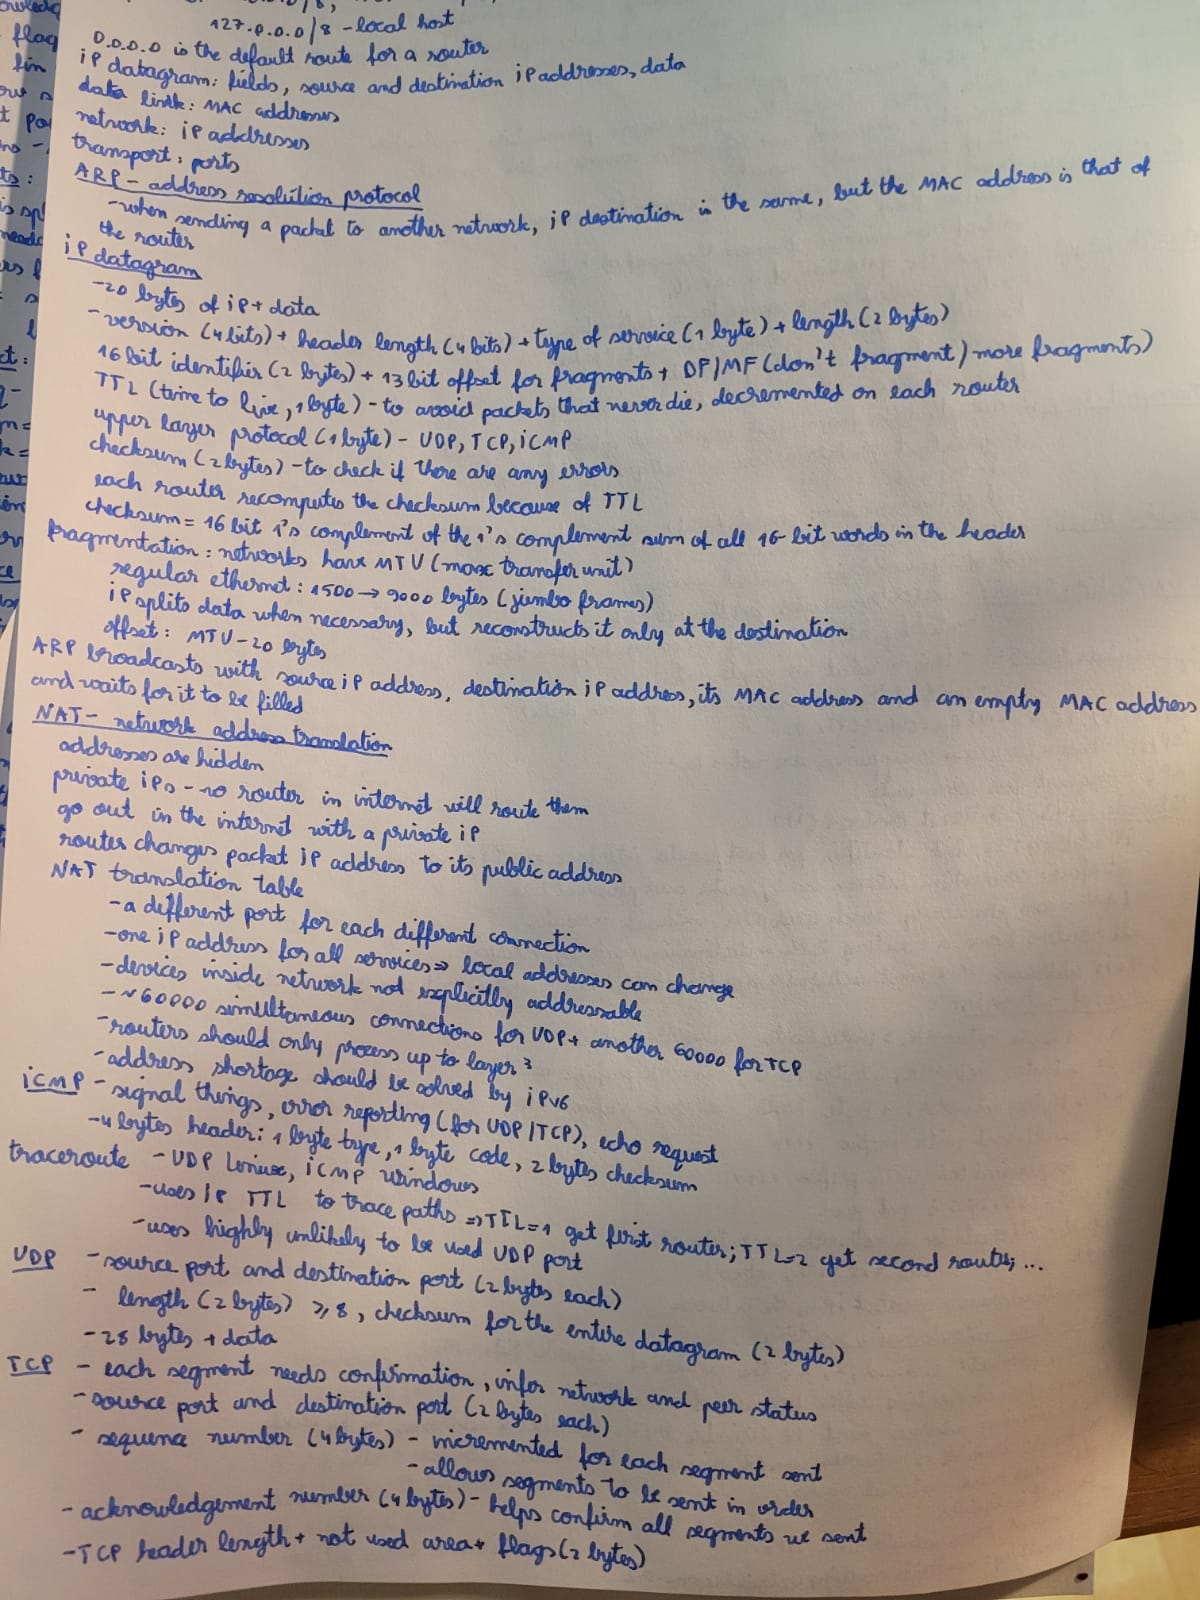 127.0.0.0/8 - local host
0.0.0.0 is the default route for a router
iP datagram: fields, source and destination iP addresses, data
data link: MAC addresses
network: iP addresses
transport: ports
ARP - address resolution protocol
- when sending a packet to another network, iP destination is the same, but the MAC address is that of
the router
iP datagram
- 20 bytes of iP + data
- version (4 bits) + header length (4 bits) + type of service (1 byte) + length (2 bytes)
16 bit identifier (2 bytes) + 13 bit offset for fragments + DF/MF (don't fragment / more fragments)
TTL (time to live, 1 byte) - to avoid packets that never die, decremented on each router
upper layer protocol (1 byte) - UDP, TCP, iCMP
checksum (2 bytes) - to check if there are any errors
each router recomputes the checksum because of TTL
checksum = 16 bit 1's complement of the 1's complement sum of all 16-bit words in the header
fragmentation: networks have MTU (max transfer unit)
regular ethernet: 1500 → 9000 bytes (jumbo frames)
iP splits data when necessary, but reconstructs it only at the destination
offset: MTU - 20 bytes
ARP broadcasts with source iP address, destination iP address, its MAC address and an empty MAC address
and waits for it to be filled
NAT - network address translation
addresses are hidden
private iPs - no router in internet will route them
go out in the internet with a private iP
router changes packet iP address to its public address
NAT translation table
- a different port for each different connection
- one iP address for all services => local addresses can change
- devices inside network not explicitly addressable
- ~60000 simultaneous connections for UDP + another 60000 for TCP
- routers should only process up to layer 3
- address shortage should be solved by iPv6
iCMP - signal things, error reporting (for UDP/TCP), echo request
- 4 bytes header: 1 byte type, 1 byte code, 2 bytes checksum
traceroute - UDP Linux, iCMP Windows
- uses IP TTL to trace paths => TTL=1 get first router; TTL=2 get second router; ...
- uses highly unlikely to be used UDP port
UDP - source port and destination port (2 bytes each)
- length (2 bytes) ≥ 8, checksum for the entire datagram (2 bytes)
- 28 bytes + data
TCP - each segment needs confirmation, infer network and peer status
- source port and destination port (2 bytes each)
- sequence number (4 bytes) - incremented for each segment sent
- allows segments to be sent in order
- acknowledgement number (4 bytes) - helps confirm all segments we sent
- TCP header length + not used area + flags (2 bytes)